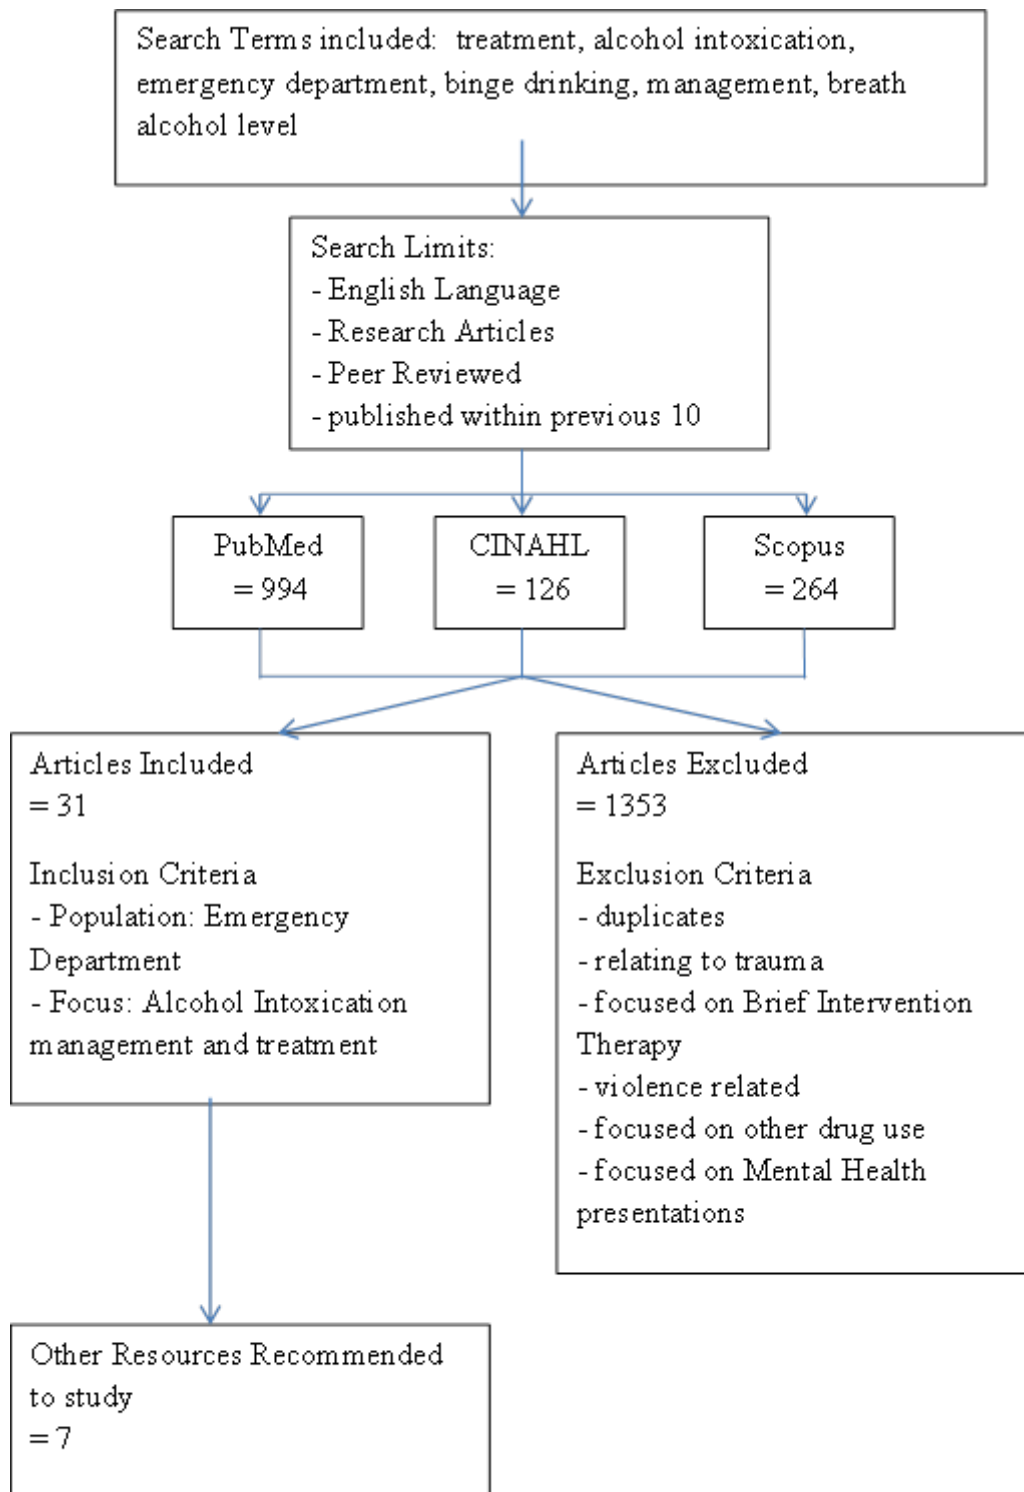 Search Terms included:  treatment, alcohol intoxication,
emergency department, binge drinking, management, breath
alcohol level
Search Limits:
- English Language
- Research Articles
- Peer Reviewed
- published within previous 10
PubMed
= 994
CINAHL
= 126
Scopus
= 264
Articles Included
= 31
Inclusion Criteria
- Population: Emergency
Department
- Focus: Alcohol Intoxication
management and treatment
Articles Excluded
= 1353
Exclusion Criteria
- duplicates
- relating to trauma
- focused on Brief Intervention
Therapy
- violence related
- focused on other drug use
- focused on Mental Health
presentations
Other Resources Recommended
to study
= 7